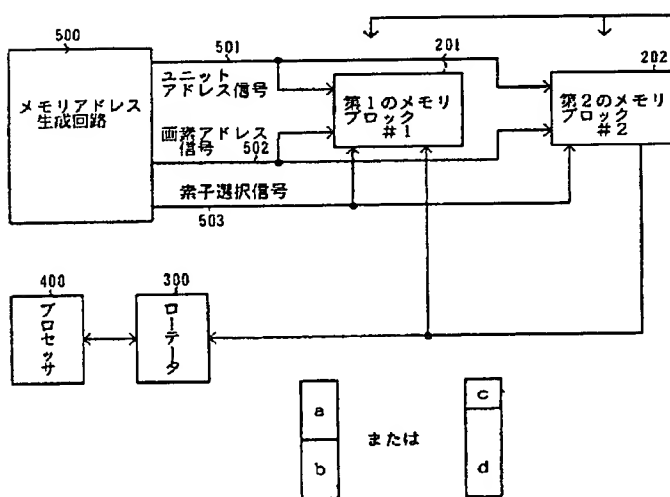 500
メモリアドレス
生成回路
501
ユニット
アドレス信号
画素アドレス
信号
502
素子選択信号
503
201
第1のメモリ
ブロック
#1
202
第2のメモリ
ブロック
#2
400
プロセッサ
300
ローテータ
a
b
または
c
d